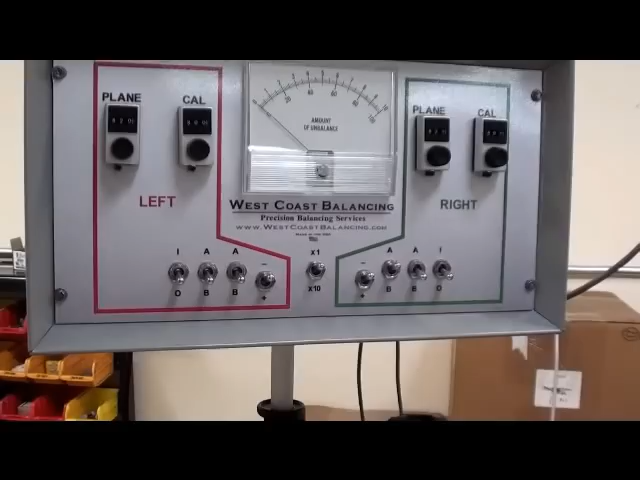 PLANE
CAL
LEFT
AMOUNT
OF UNBALANCE
PLANE
CAL
RIGHT
WEST COAST BALANCING
Precision Balancing Services
WWW.WESTCOASTBALANCING.COM
I A A –
O B B +
X1
X10
– A A I
+ B B O